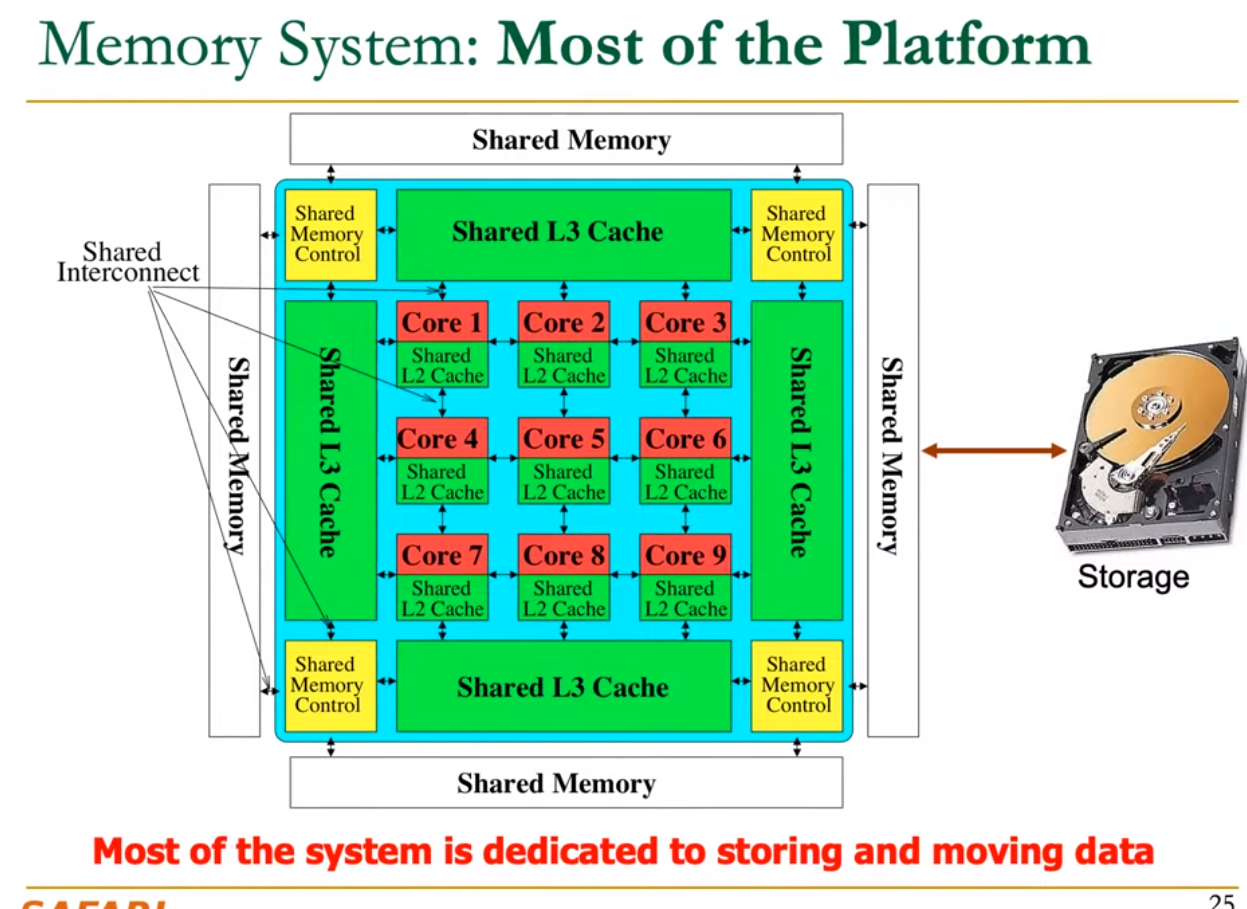 Memory System: Most of the Platform
Shared Memory
Shared
Memory
Control
Shared L3 Cache
Shared
Memory
Control
Shared
Interconnect
Shared Memory
Shared L3 Cache
Core 1
Shared
L2 Cache
Core 2
Shared
L2 Cache
Core 3
Shared
L2 Cache
Core 4
Shared
L2 Cache
Core 5
Shared
L2 Cache
Core 6
Shared
L2 Cache
Core 7
Shared
L2 Cache
Core 8
Shared
L2 Cache
Core 9
Shared
L2 Cache
Shared L3 Cache
Shared Memory
Storage
Shared
Memory
Control
Shared L3 Cache
Shared
Memory
Control
Shared Memory
Most of the system is dedicated to storing and moving data
SAFARI
25